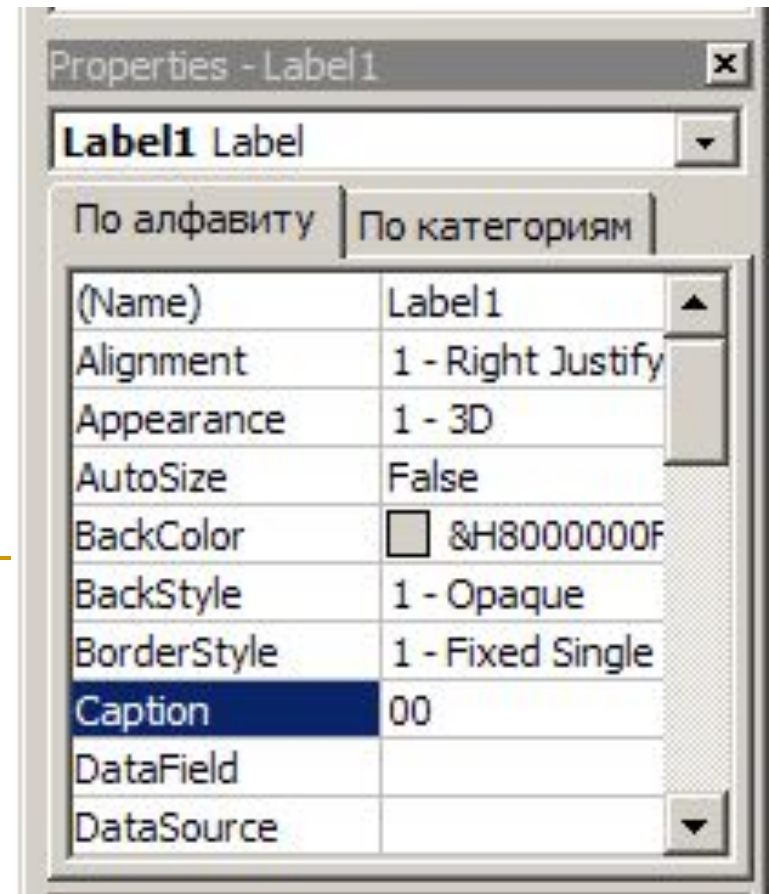 Properties - Label1
Label1 Label
По алфавиту По категориям
(Name) Label1
Alignment 1 - Right Justify
Appearance 1 - 3D
AutoSize False
BackColor &H8000000F
BackStyle 1 - Opaque
BorderStyle 1 - Fixed Single
Caption 00
DataField
DataSource